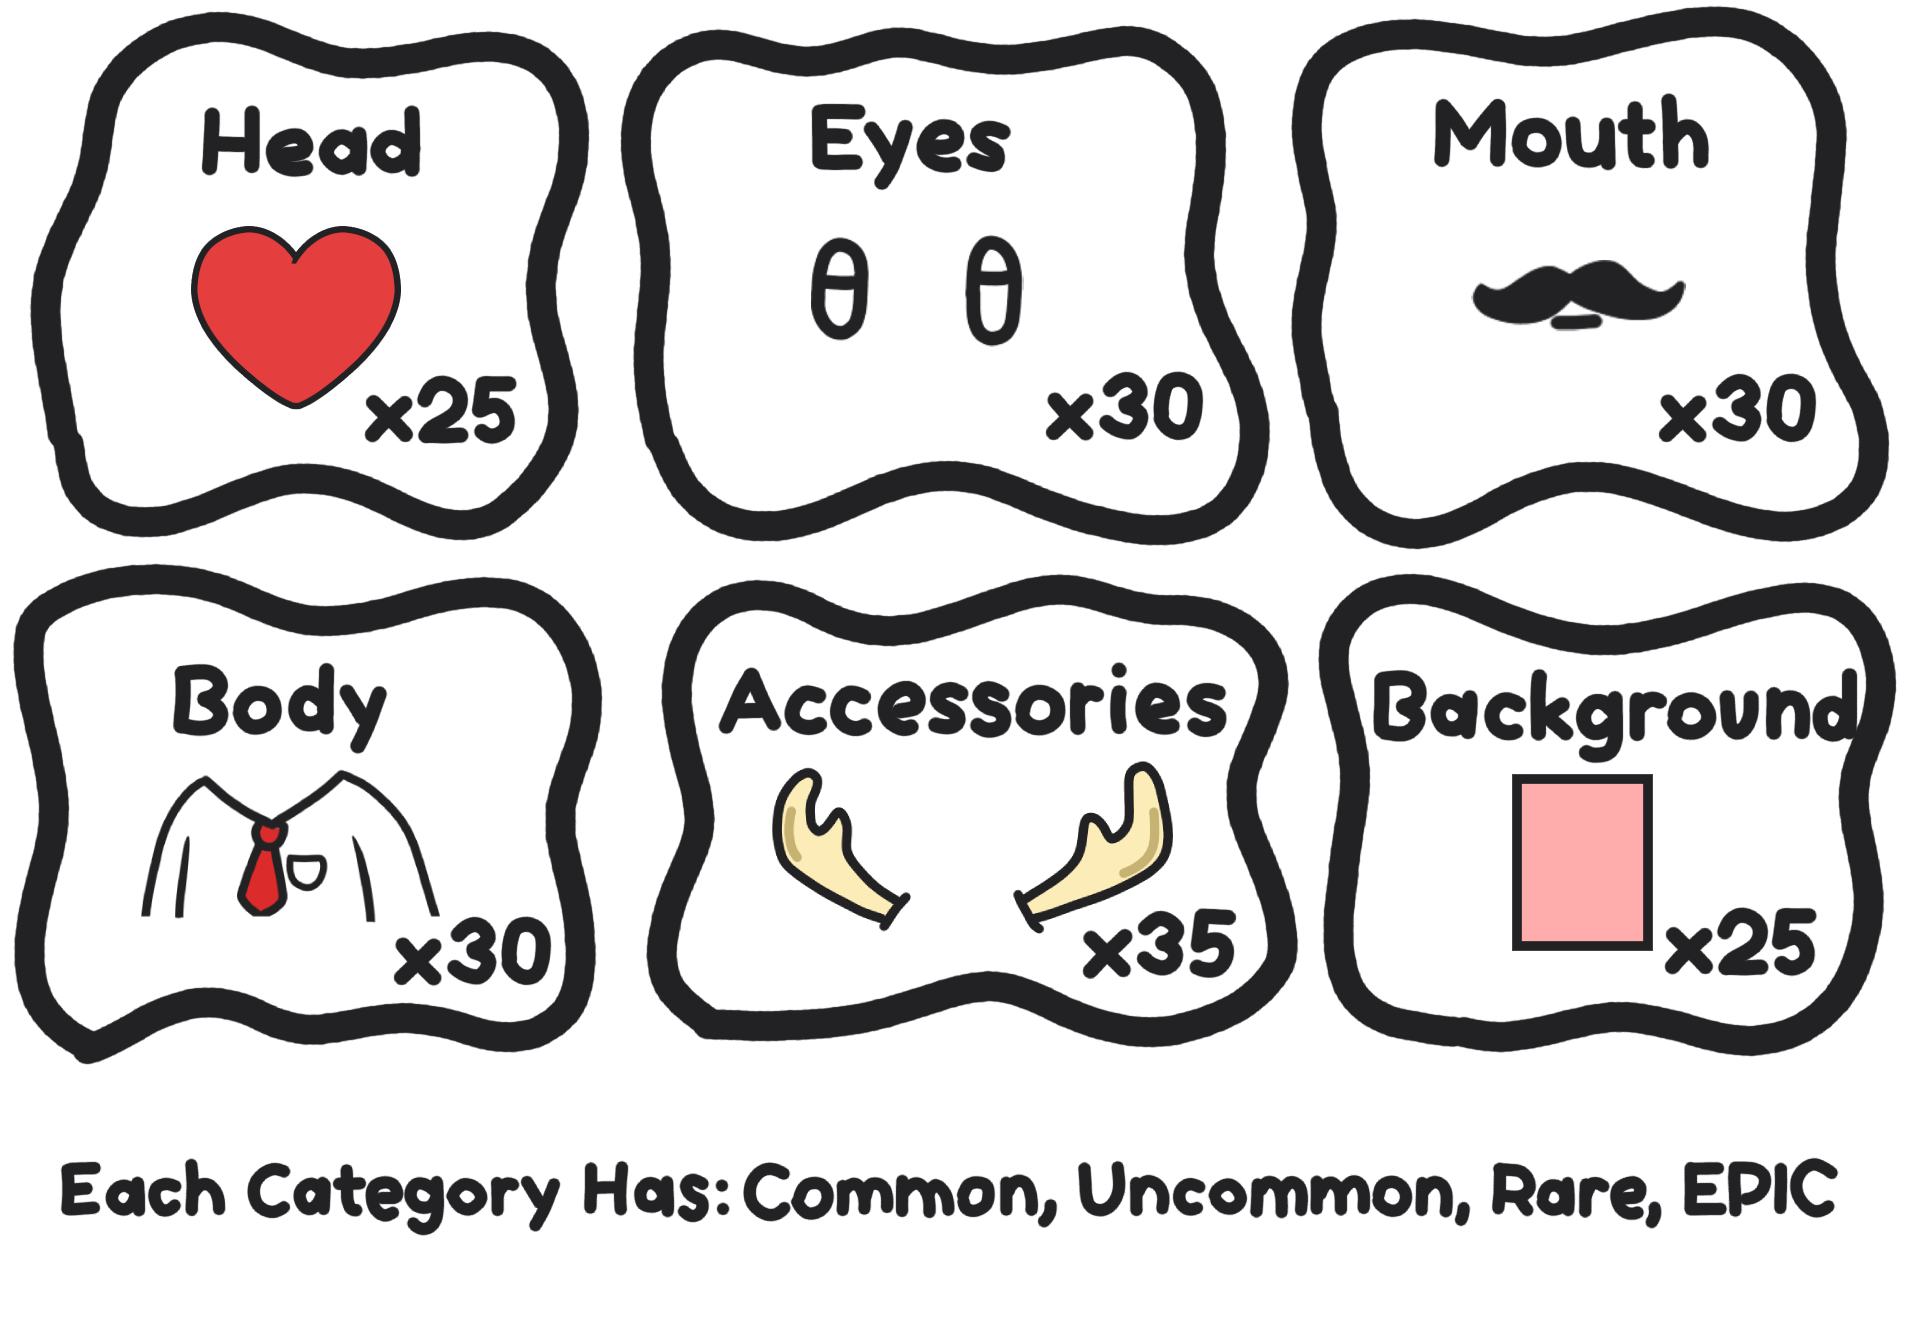 Head
x25
Eyes
x30
Mouth
x30
Body
x30
Accessories
x35
Background
x25
Each Category Has: Common, Uncommon, Rare, EPIC